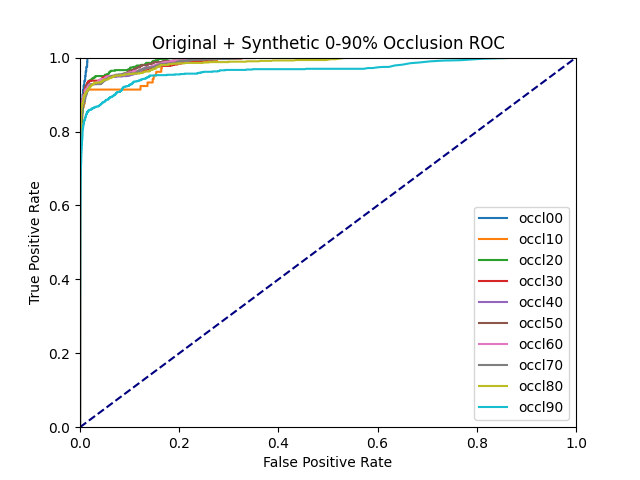 Original + Synthetic 0-90% Occlusion ROC
True Positive Rate
1.0
0.8
0.6
0.4
0.2
0.0
0.0 0.2 0.4 0.6 0.8 1.0
False Positive Rate
occl00
occl10
occl20
occl30
occl40
occl50
occl60
occl70
occl80
occl90